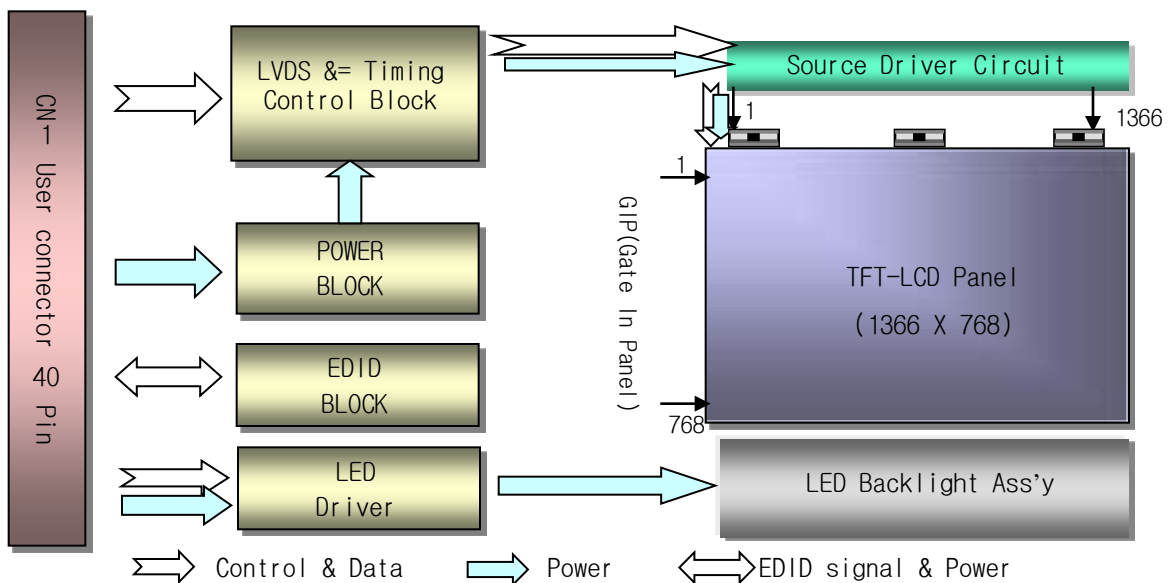 CN- User connector 40 Pin
LVDS &= Timing
Control Block
Source Driver Circuit
1
1366
1
POWER
BLOCK
GIP(Gate In Panel)
TFT-LCD Panel
(1366 X 768)
EDID
BLOCK
768
LED
Driver
LED Backlight Ass’y
Control & Data
Power
EDID signal & Power